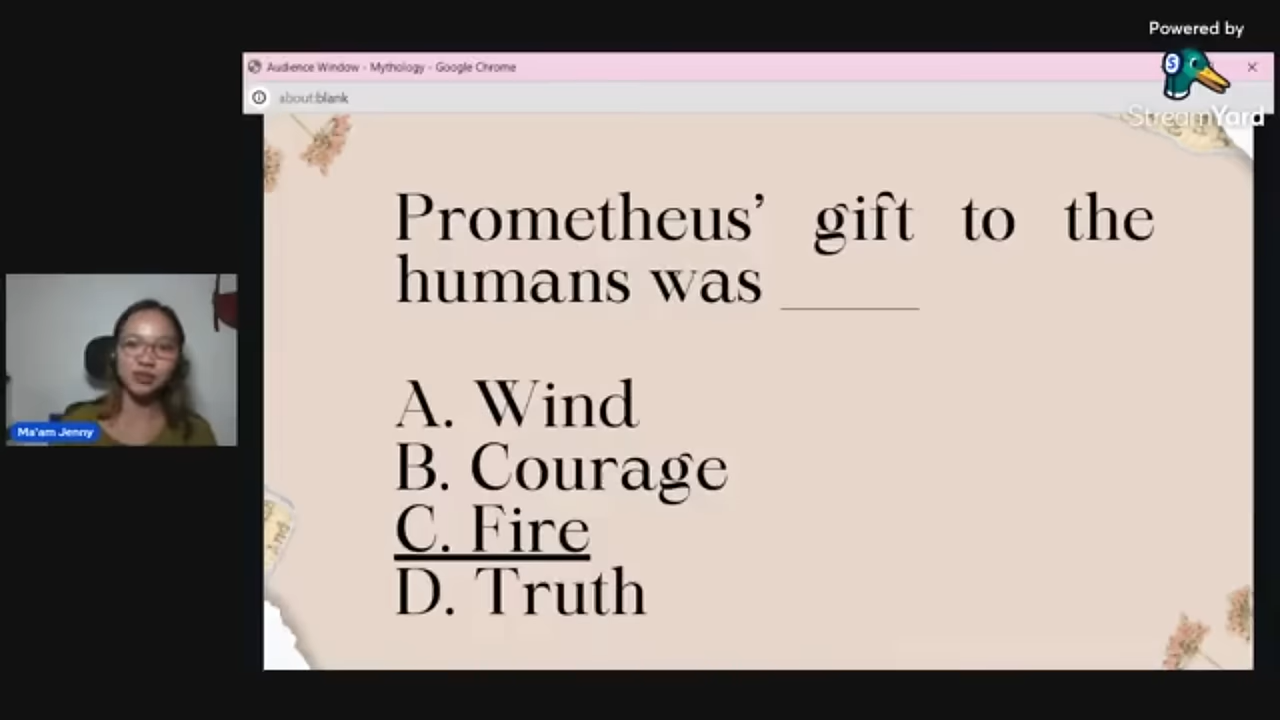 Powered by
StreamYard
Audience Window - Mythology - Google Chrome
about:blank
Prometheus’ gift to the
humans was _____
A. Wind
B. Courage
C. Fire
D. Truth
Ma'am Jenny